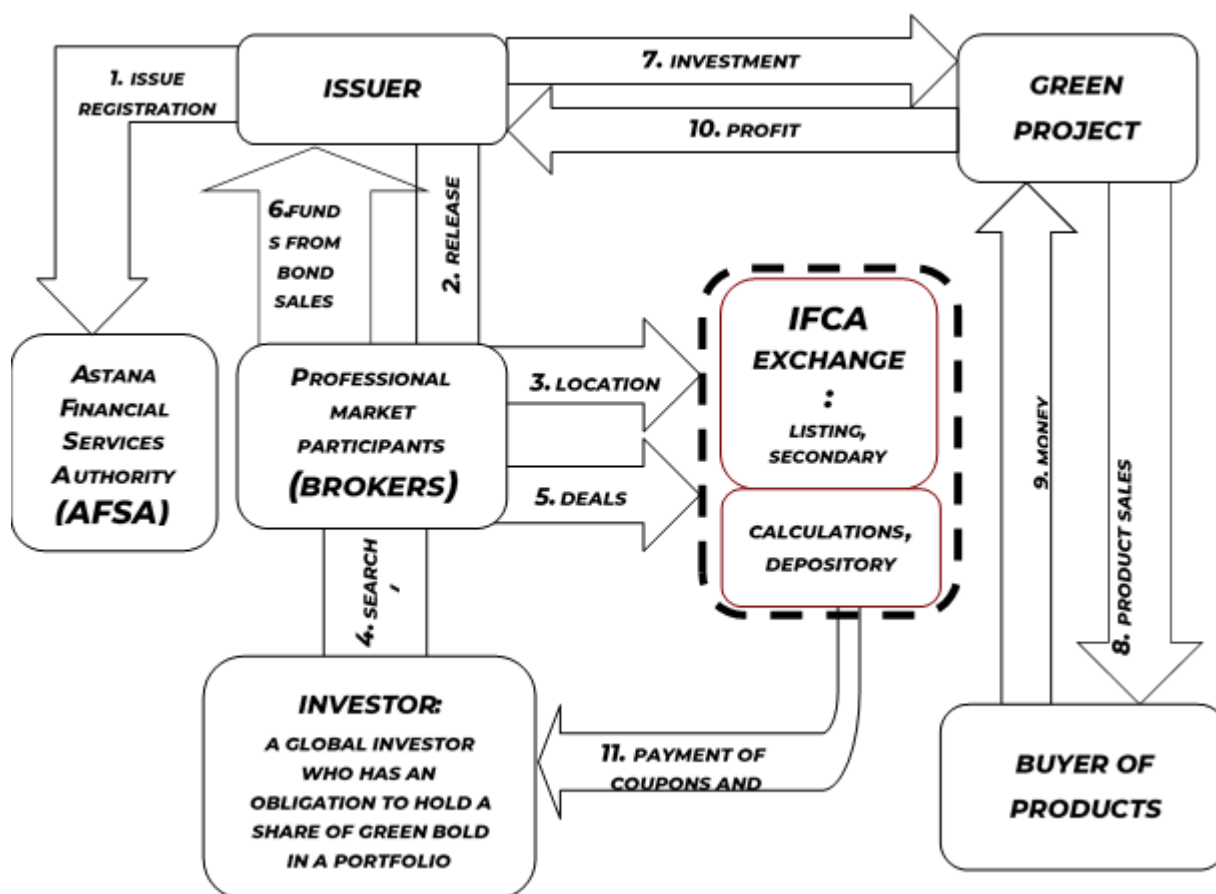 1. ISSUE
REGISTRATION
ISSUER
7. INVESTMENT
10. PROFIT
GREEN
PROJECT
6.FUND
S FROM
BOND
SALES
2. RELEASE
ASTANA
FINANCIAL
SERVICES
AUTHORITY
(AFSA)
PROFESSIONAL
MARKET
PARTICIPANTS
(BROKERS)
3. LOCATION
5. DEALS
IFCA
EXCHANGE
:
LISTING,
SECONDARY
CALCULATIONS,
DEPOSITORY
9. MONEY
8. PRODUCT SALES
4. SEARCH
,
INVESTOR:
A GLOBAL INVESTOR
WHO HAS AN
OBLIGATION TO HOLD A
SHARE OF GREEN BOLD
IN A PORTFOLIO
11. PAYMENT OF
COUPONS AND
BUYER OF
PRODUCTS